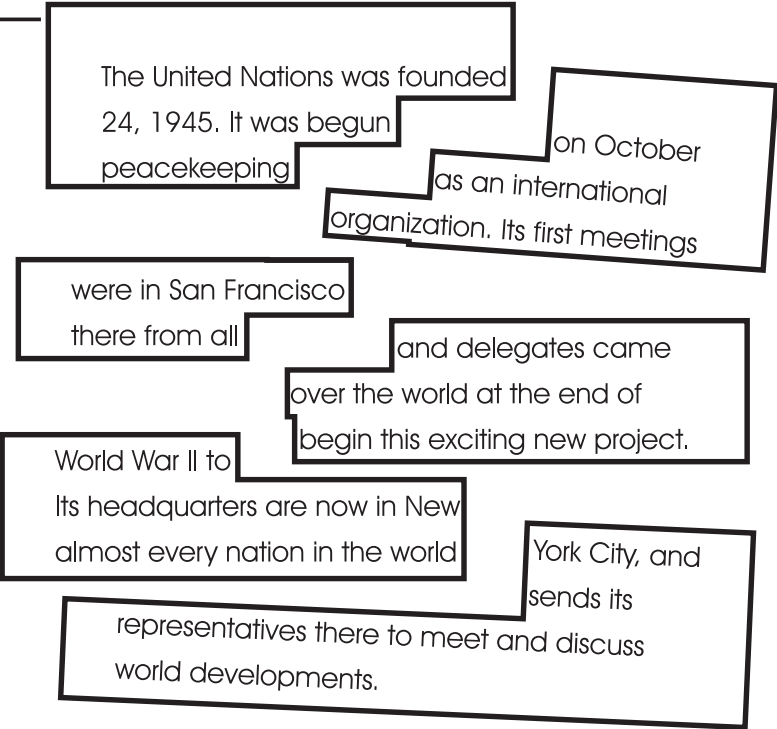 The United Nations was founded on October
24, 1945. It was begun as an international
peacekeeping organization. Its first meetings
were in San Francisco and delegates came
there from all over the world at the end of
World War II to begin this exciting new project.
Its headquarters are now in New York City, and
almost every nation in the world sends its
representatives there to meet and discuss
world developments.